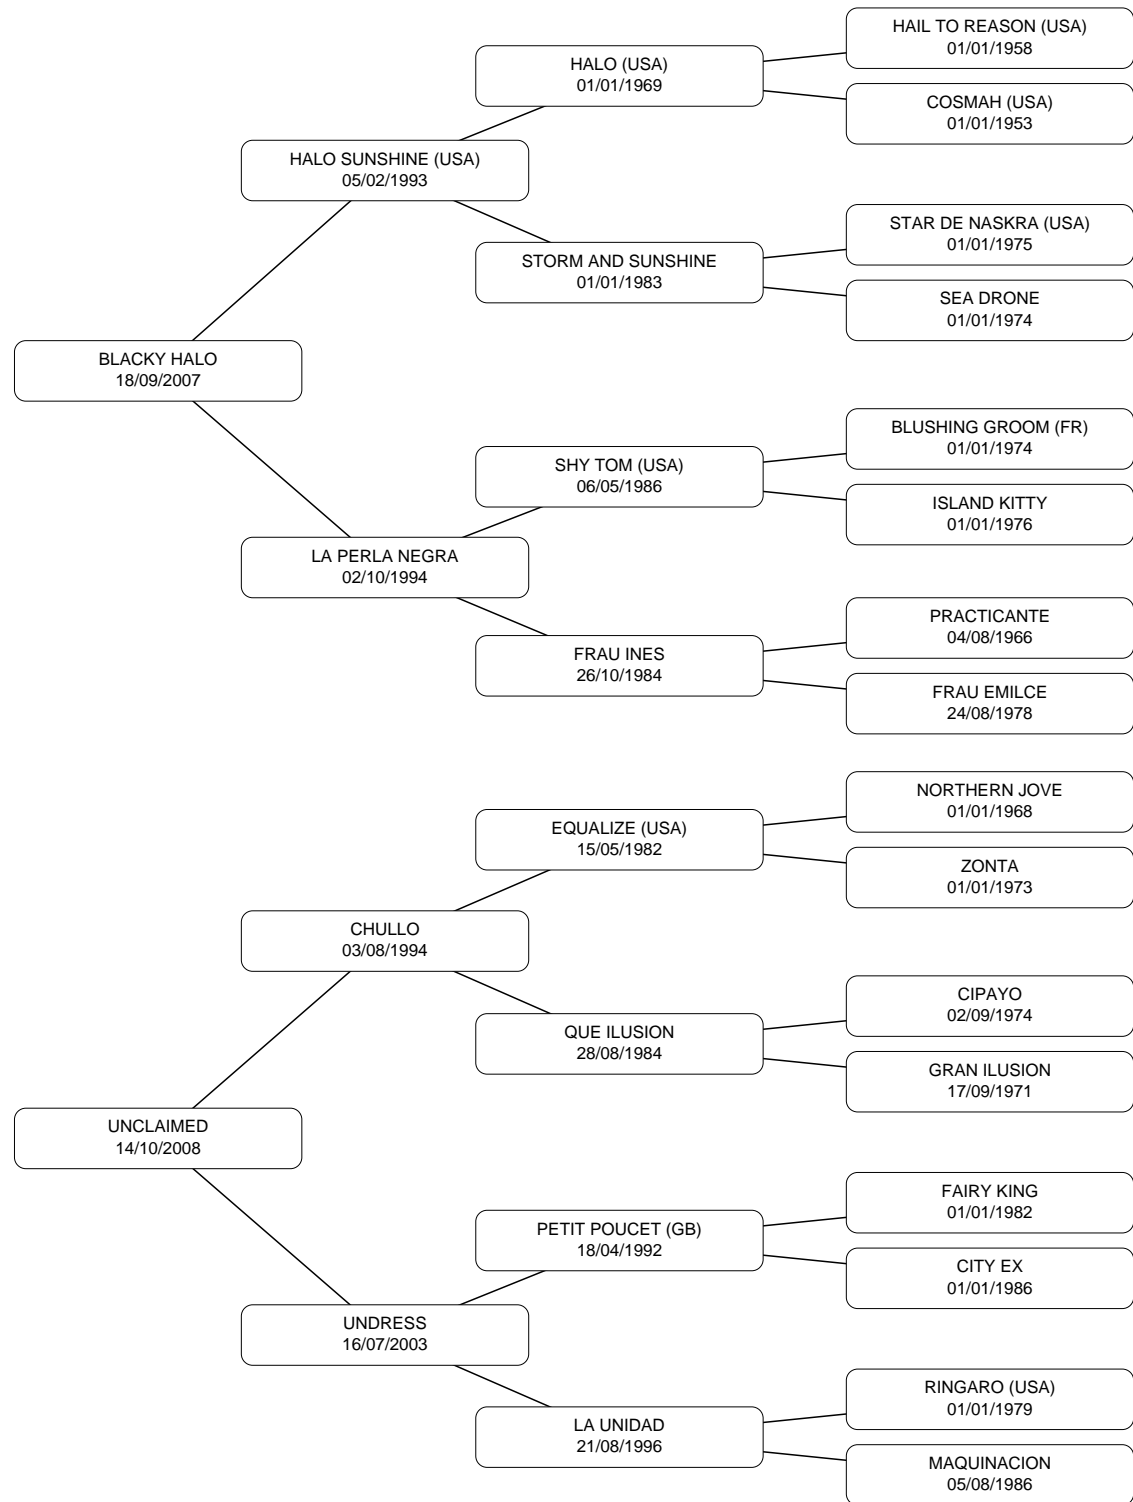 HAIL TO REASON (USA)
01/01/1958
HALO (USA)
01/01/1969
COSMAH (USA)
01/01/1953
HALO SUNSHINE (USA)
05/02/1993
STAR DE NASKRA (USA)
01/01/1975
STORM AND SUNSHINE
01/01/1983
SEA DRONE
01/01/1974
BLACKY HALO
18/09/2007
BLUSHING GROOM (FR)
01/01/1974
SHY TOM (USA)
06/05/1986
ISLAND KITTY
01/01/1976
LA PERLA NEGRA
02/10/1994
PRACTICANTE
04/08/1966
FRAU INES
26/10/1984
FRAU EMILCE
24/08/1978
NORTHERN JOVE
01/01/1968
EQUALIZE (USA)
15/05/1982
ZONTA
01/01/1973
CHULLO
03/08/1994
CIPAYO
02/09/1974
QUE ILUSION
28/08/1984
GRAN ILUSION
17/09/1971
UNCLAIMED
14/10/2008
FAIRY KING
01/01/1982
PETIT POUCET (GB)
18/04/1992
CITY EX
01/01/1986
UNDRESS
16/07/2003
RINGARO (USA)
01/01/1979
LA UNIDAD
21/08/1996
MAQUINACION
05/08/1986